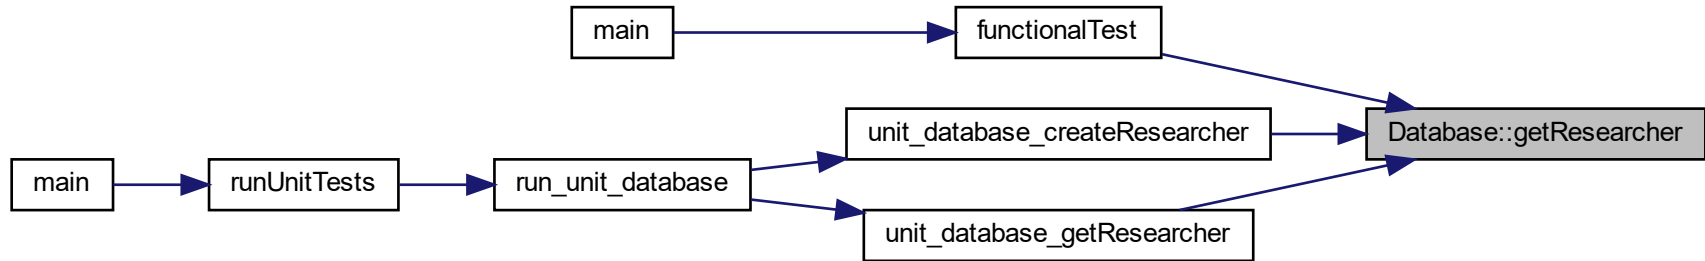 main
functionalTest
unit_database_createResearcher
Database::getResearcher
main
runUnitTests
run_unit_database
unit_database_getResearcher